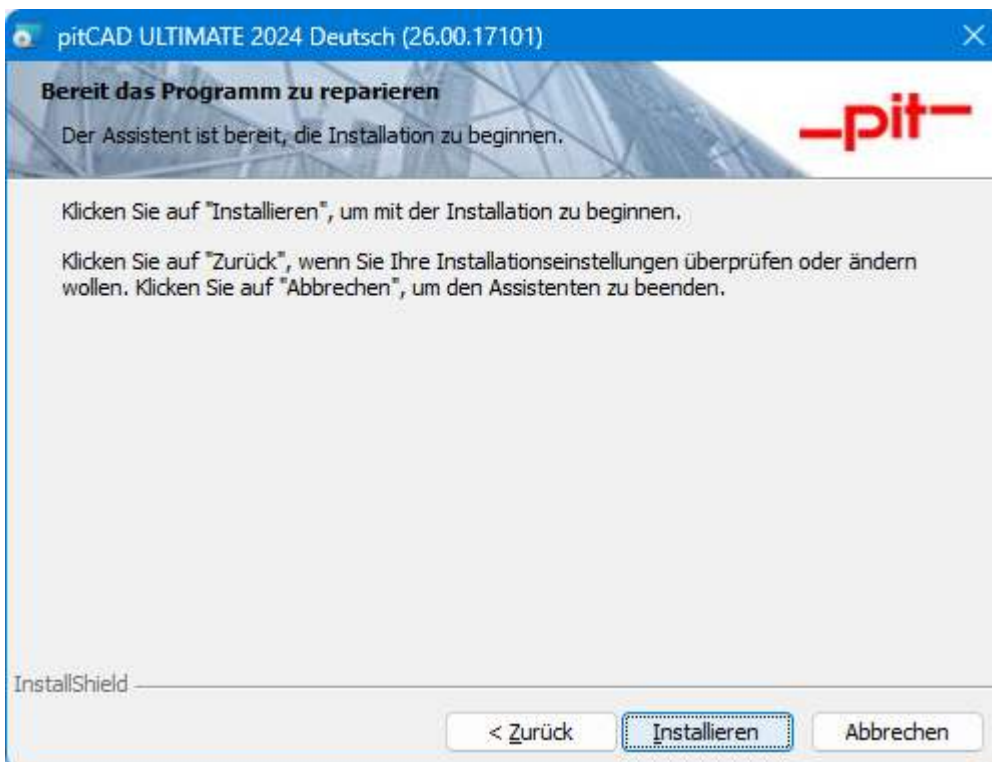 pitCAD ULTIMATE 2024 Deutsch (26.00.17101)
Bereit das Programm zu reparieren
Der Assistent ist bereit, die Installation zu beginnen.
pit
Klicken Sie auf "Installieren", um mit der Installation zu beginnen.
Klicken Sie auf "Zurück", wenn Sie Ihre Installationseinstellungen überprüfen oder ändern
wollen. Klicken Sie auf "Abbrechen", um den Assistenten zu beenden.
InstallShield
< Zurück
Installieren
Abbrechen